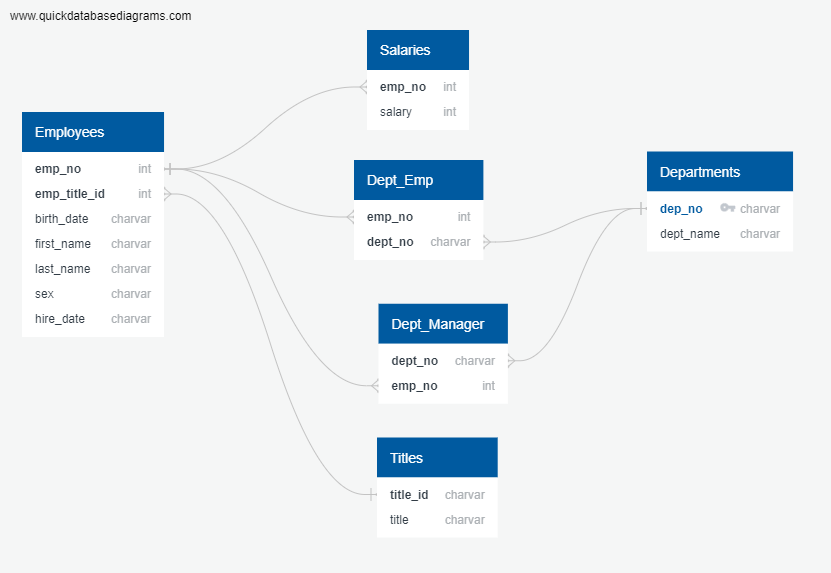 www.quickdatabasediagrams.com
Salaries
emp_no int
salary int
Employees
emp_no int
emp_title_id int
birth_date charvar
first_name charvar
last_name charvar
sex charvar
hire_date charvar
Dept_Emp
emp_no int
dept_no charvar
Departments
dep_no charvar
dept_name charvar
Dept_Manager
dept_no charvar
emp_no int
Titles
title_id charvar
title charvar